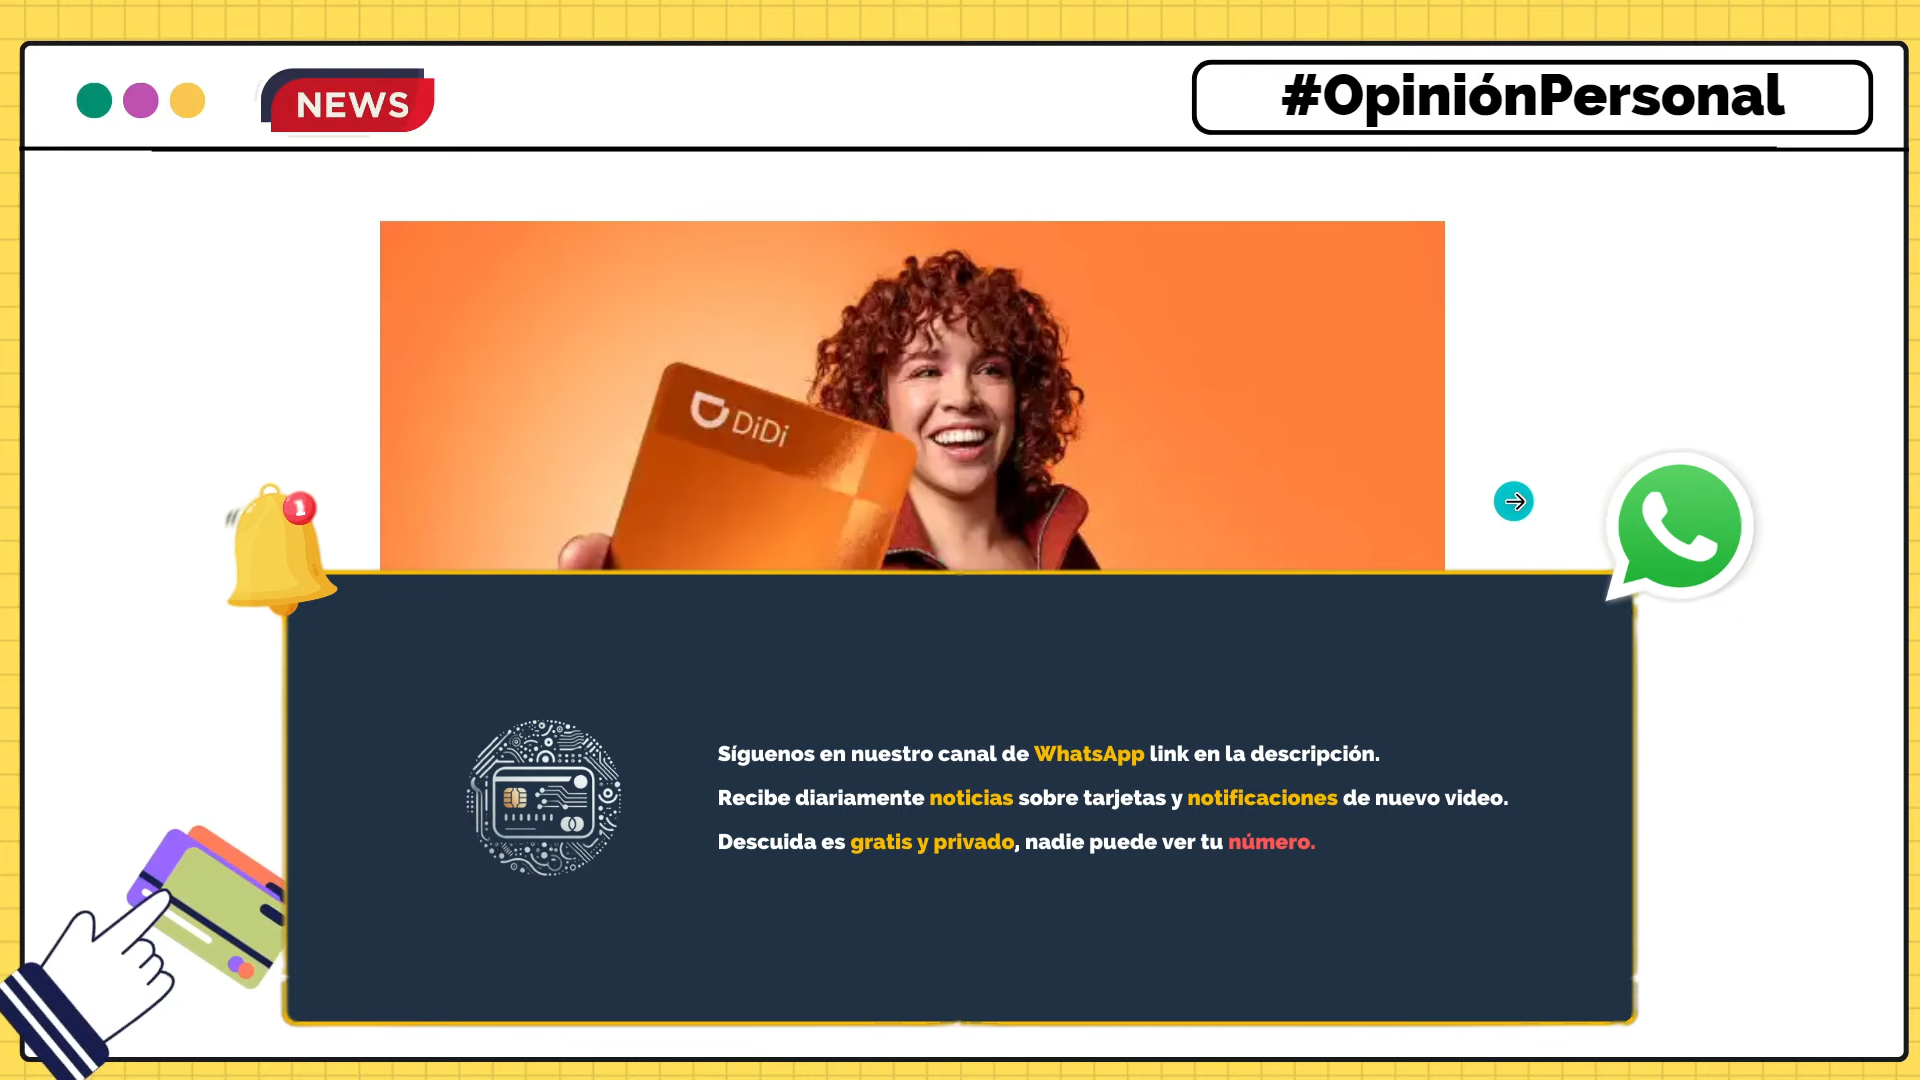 NEWS
#OpiniónPersonal
DiDi
1
Síguenos en nuestro canal de WhatsApp link en la descripción.
Recibe diariamente noticias sobre tarjetas y notificaciones de nuevo video.
Descuida es gratis y privado, nadie puede ver tu número.